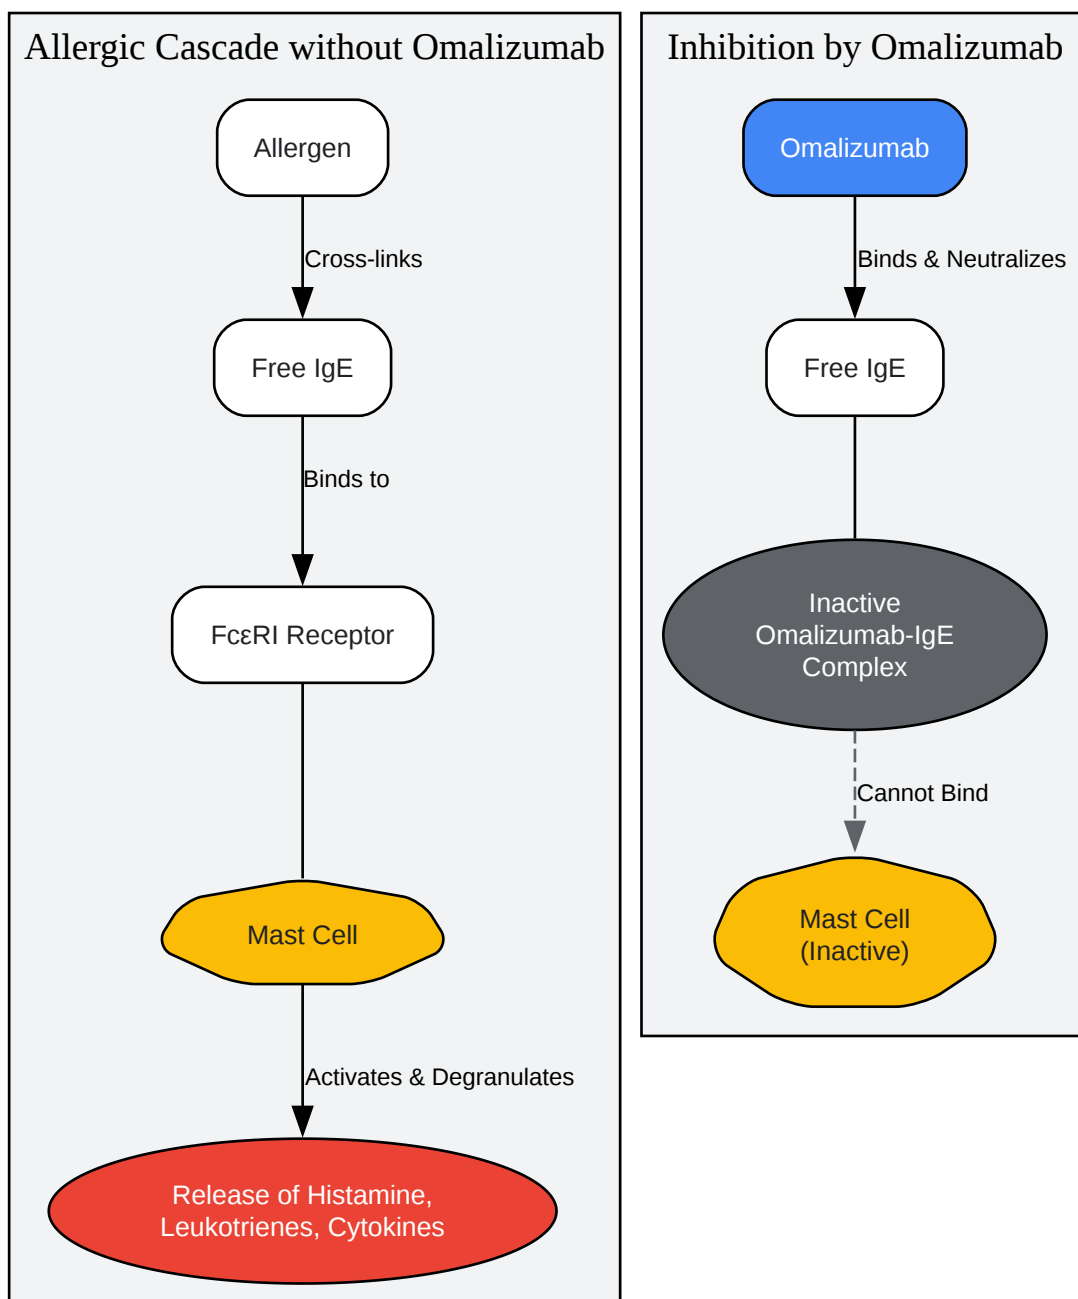 Allergic Cascade without Omalizumab
Allergen
Cross-links
Free IgE
Binds to
FcεRI Receptor
Mast Cell
Activates & Degranulates
Release of Histamine,
Leukotrienes, Cytokines
Inhibition by Omalizumab
Omalizumab
Binds & Neutralizes
Free IgE
Inactive
Omalizumab-IgE
Complex
Cannot Bind
Mast Cell
(Inactive)